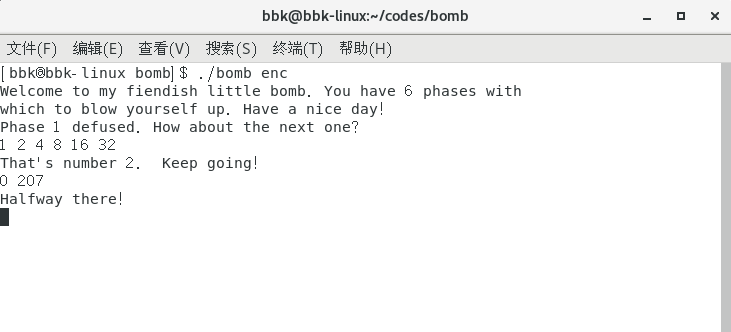 bbk@bbk-linux:~/codes/bomb
文件(F) 编辑(E) 查看(V) 搜索(S) 终端(T) 帮助(H)
[bbk@bbk-linux bomb]$ ./bomb enc
Welcome to my fiendish little bomb. You have 6 phases with
which to blow yourself up. Have a nice day!
Phase 1 defused. How about the next one?
1 2 4 8 16 32
That's number 2.  Keep going!
0 207
Halfway there!